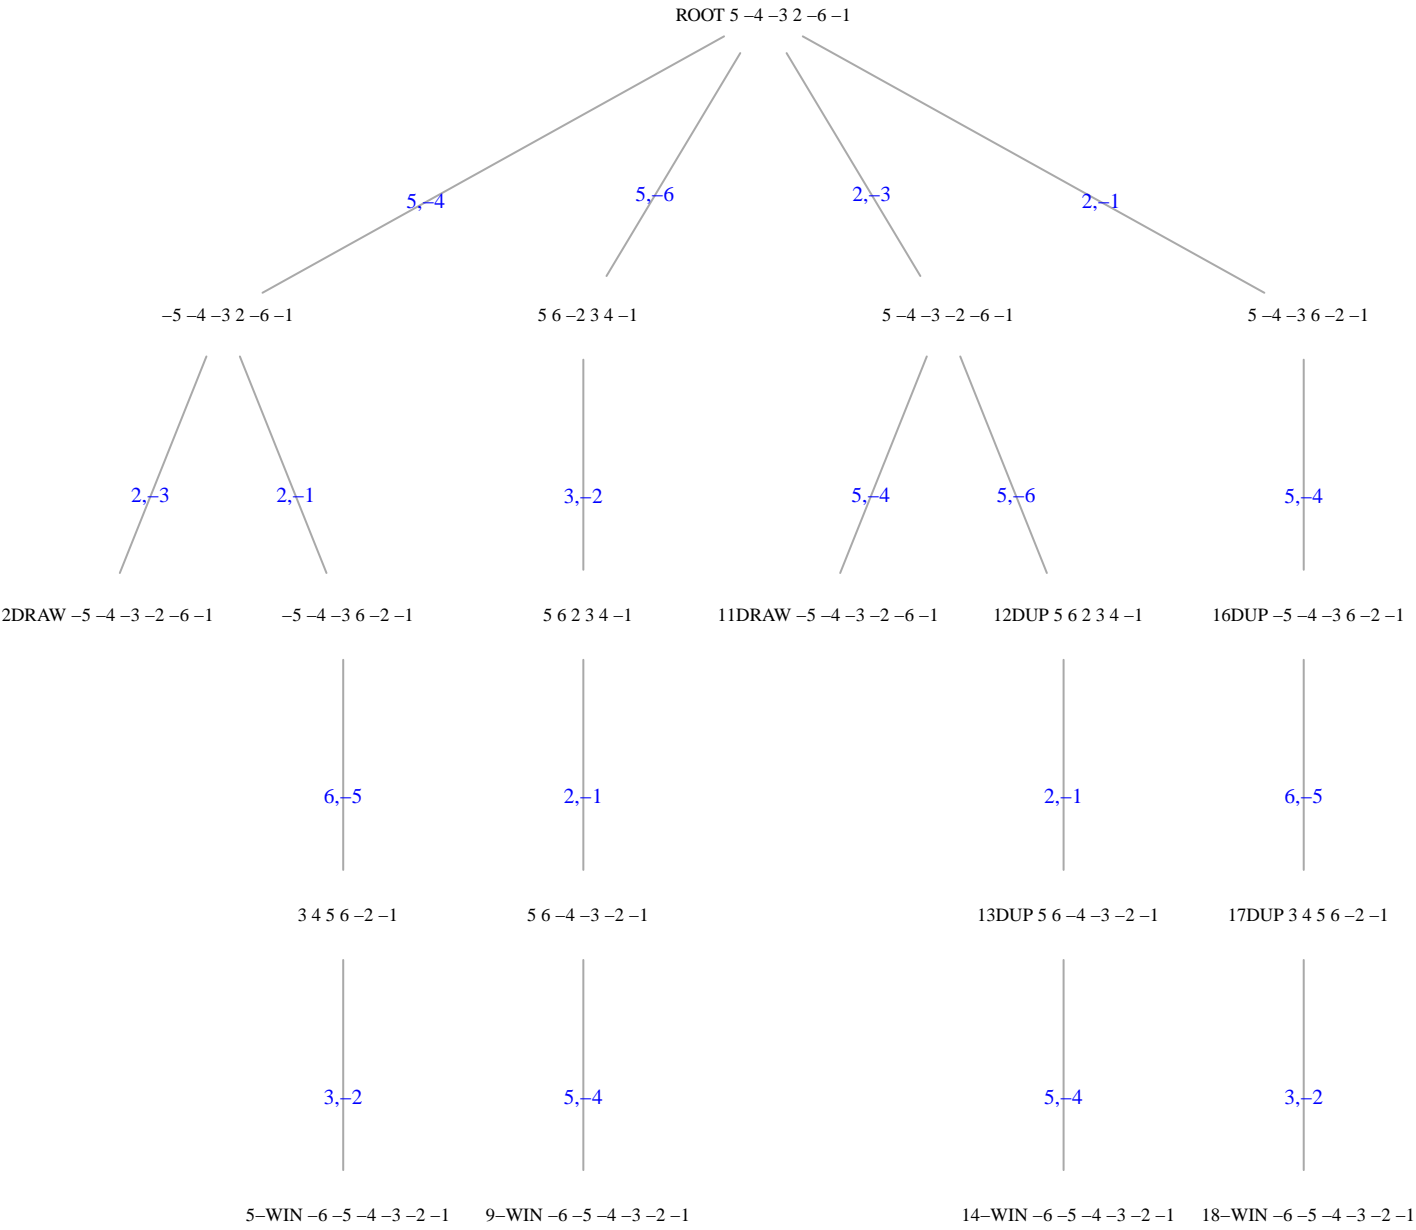 ROOT 5 –4 –3 2 –6 –1
5,–4
5,–6
2,–3
2,–1
–5 –4 –3 2 –6 –1
5 6 –2 3 4 –1
5 –4 –3 –2 –6 –1
5 –4 –3 6 –2 –1
2,–3
2,–1
3,–2
5,–4
5,–6
5,–4
2DRAW –5 –4 –3 –2 –6 –1
–5 –4 –3 6 –2 –1
5 6 2 3 4 –1
11DRAW –5 –4 –3 –2 –6 –1
12DUP 5 6 2 3 4 –1
16DUP –5 –4 –3 6 –2 –1
6,–5
2,–1
2,–1
6,–5
3 4 5 6 –2 –1
5 6 –4 –3 –2 –1
13DUP 5 6 –4 –3 –2 –1
17DUP 3 4 5 6 –2 –1
3,–2
5,–4
5,–4
3,–2
5–WIN –6 –5 –4 –3 –2 –1
9–WIN –6 –5 –4 –3 –2 –1
14–WIN –6 –5 –4 –3 –2 –1
18–WIN –6 –5 –4 –3 –2 –1